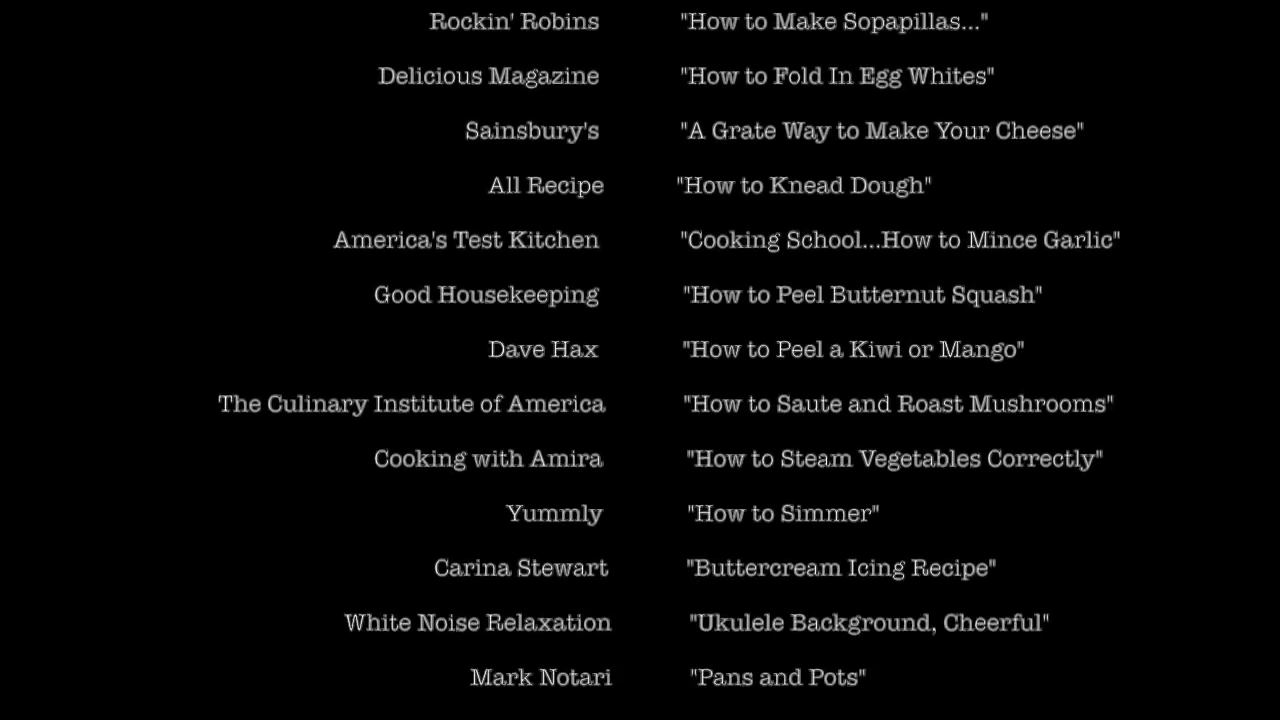 Rockin' Robins "How to Make Sopapillas..."
Delicious Magazine "How to Fold In Egg Whites"
Sainsbury's "A Grate Way to Make Your Cheese"
All Recipe "How to Knead Dough"
America's Test Kitchen "Cooking School...How to Mince Garlic"
Good Housekeeping "How to Peel Butternut Squash"
Dave Hax "How to Peel a Kiwi or Mango"
The Culinary Institute of America "How to Saute and Roast Mushrooms"
Cooking with Amira "How to Steam Vegetables Correctly"
Yummly "How to Simmer"
Carina Stewart "Buttercream Icing Recipe"
White Noise Relaxation "Ukulele Background, Cheerful"
Mark Notari "Pans and Pots"